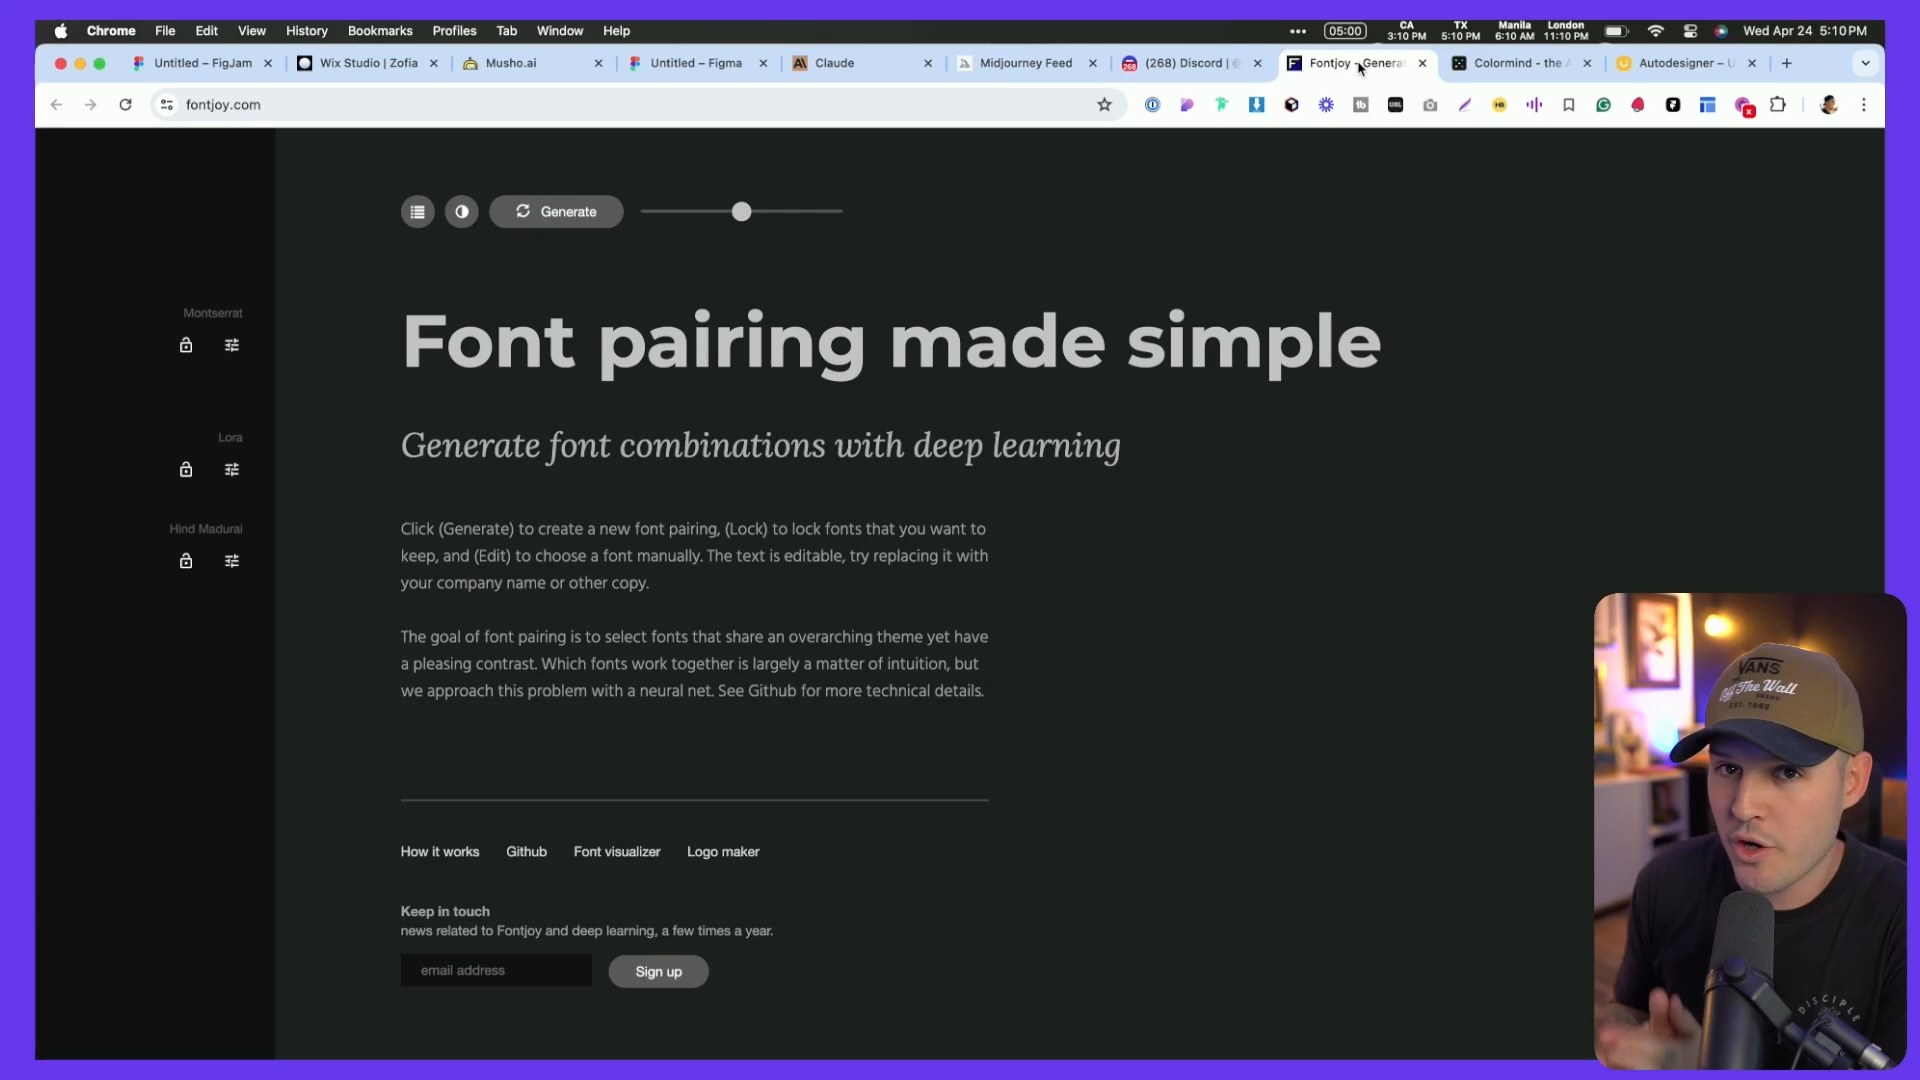 Chrome File Edit View History Bookmarks Profiles Tab Window Help
05:00
CA
3:10 PM
TX
5:10 PM
Manila
6:10 AM
London
11:10 PM
Wed Apr 24 5:10 PM
Untitled – FigJam
Wix Studio | Zofia
Musho.ai
Untitled – Figma
Claude
Midjourney Feed
(268) Discord | @
Fontjoy - Genera
Colormind - the A
Autodesigner – U
fontjoy.com
Generate
Montserrat
Font pairing made simple
Lora
Generate font combinations with deep learning
Hind Madurai
Click (Generate) to create a new font pairing, (Lock) to lock fonts that you want to
keep, and (Edit) to choose a font manually. The text is editable, try replacing it with
your company name or other copy.
The goal of font pairing is to select fonts that share an overarching theme yet have
a pleasing contrast. Which fonts work together is largely a matter of intuition, but
we approach this problem with a neural net. See Github for more technical details.
How it works Github Font visualizer Logo maker
Keep in touch
news related to Fontjoy and deep learning, a few times a year.
email address
Sign up
VANS
Off The Wall
EST. 1966
DISCIPLE